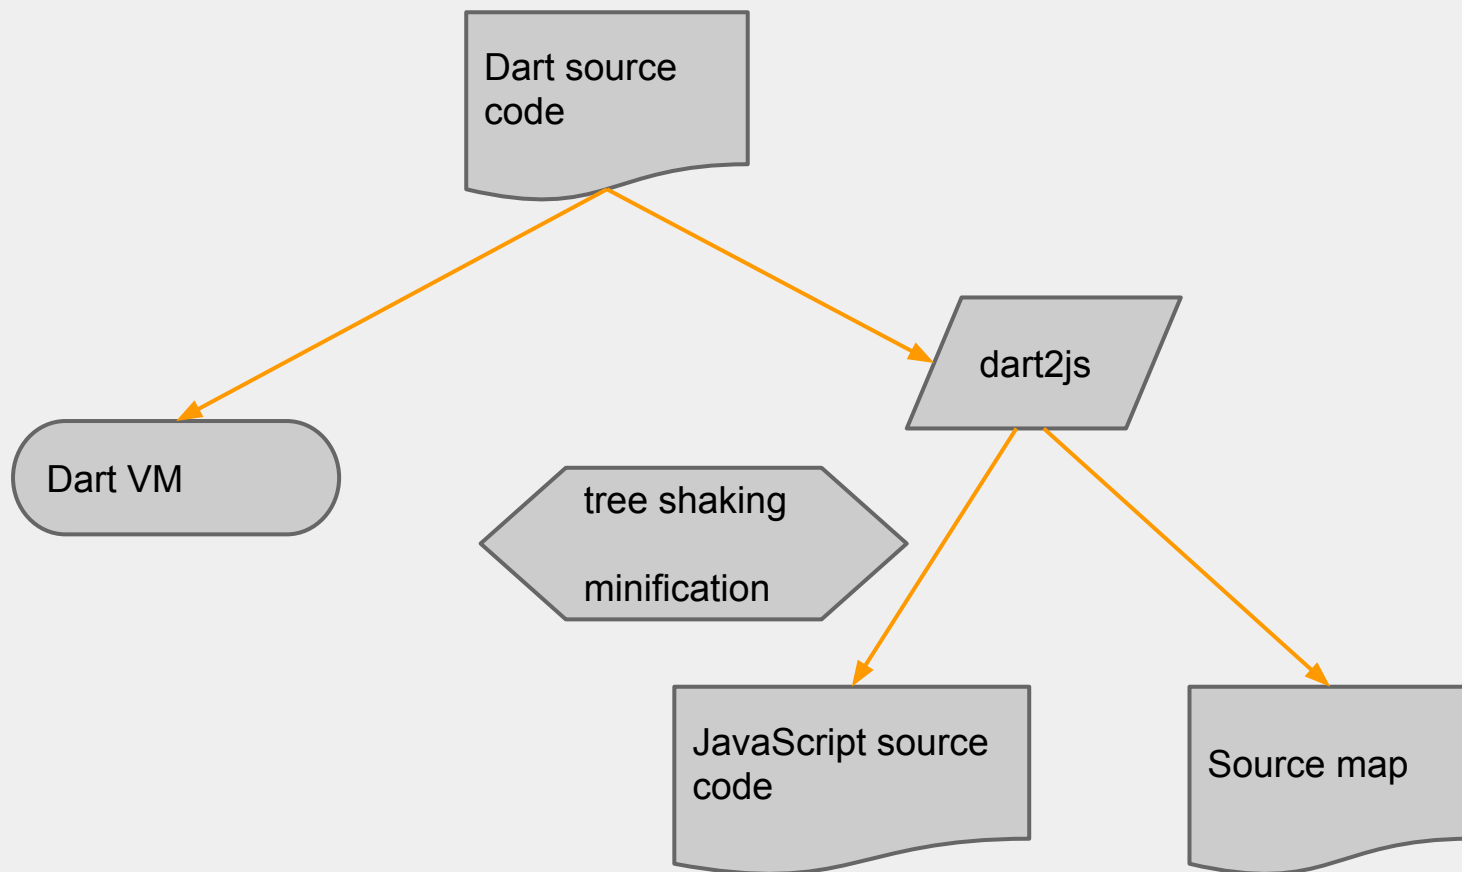 Dart source
code
dart2js
Dart VM
tree shaking
minification
JavaScript source
code
Source map